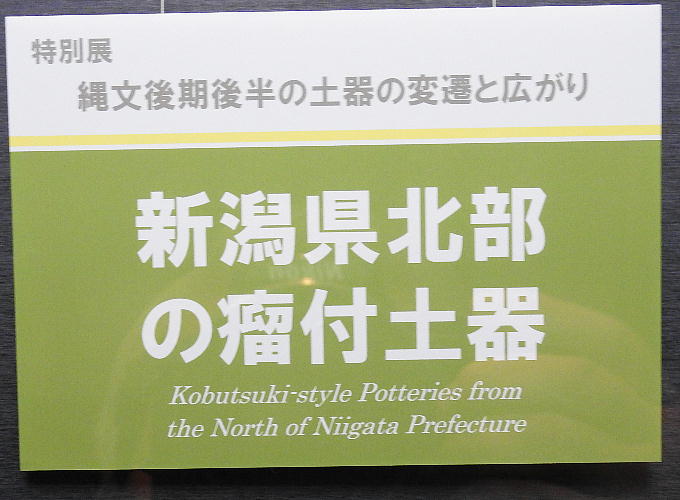 特別展
縄文後期後半の土器の変遷と広がり
新潟県北部
の瘤付土器
Kobutsuki-style Potteries from
the North of Niigata Prefecture